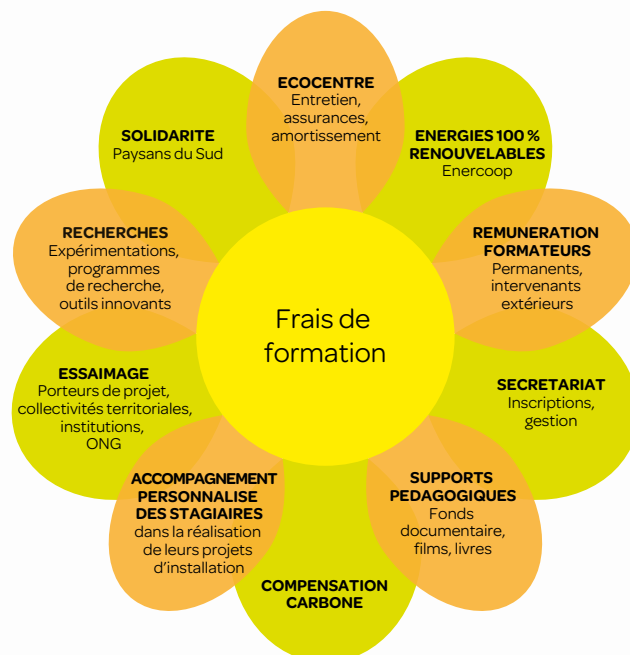 ECOCENTRE
Entretien,
assurances,
amortissement
ENERGIES 100 %
RENOUVELABLES
Enercoop
REMUNERATION
FORMATEURS
Permanents,
intervenants
extérieurs
SECRETARIAT
Inscriptions,
gestion
SUPPORTS
PEDAGOGIQUES
Fonds
documentaire,
films, livres
COMPENSATION
CARBONE
ACCOMPAGNEMENT
PERSONNALISE
DES STAGIAIRES
dans la réalisation
de leurs projets
d'installation
ESSAIMAGE
Porteurs de projet,
collectivités territoriales,
institutions,
ONG
RECHERCHES
Expérimentations,
programmes
de recherche,
outils innovants
SOLIDARITE
Paysans du Sud
Frais de
formation